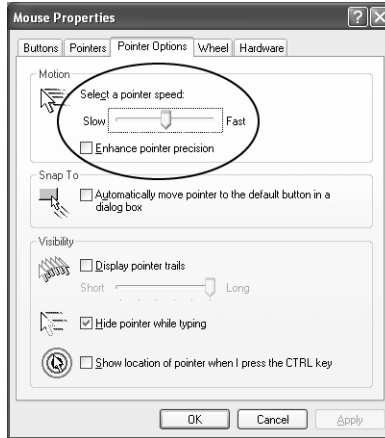 Mouse Properties
Buttons Pointers Pointer Options Wheel Hardware
Motion
Select a pointer speed:
Slow Fast
Enhance pointer precision
Snap To
Automatically move pointer to the default button in a
dialog box
Visibility
Display pointer trails
Short Long
Hide pointer while typing
Show location of pointer when I press the CTRL key
OK Cancel Apply